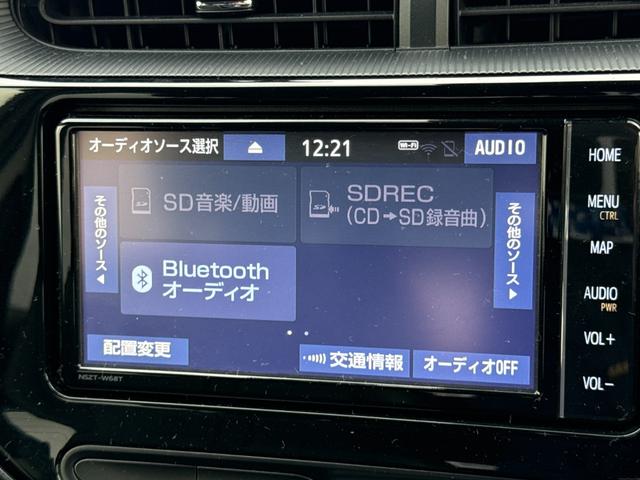 オーディオソース選択
12:21
Wi-Fi
AUDIO
その他のソース
SD音楽/動画
SDREC
(CD→SD録音曲)
Bluetooth
オーディオ
その他のソース
配置変更
交通情報
オーディオOFF
NSZT-W68T
HOME
MENU
CTRL
MAP
AUDIO
PWR
VOL+
VOL-